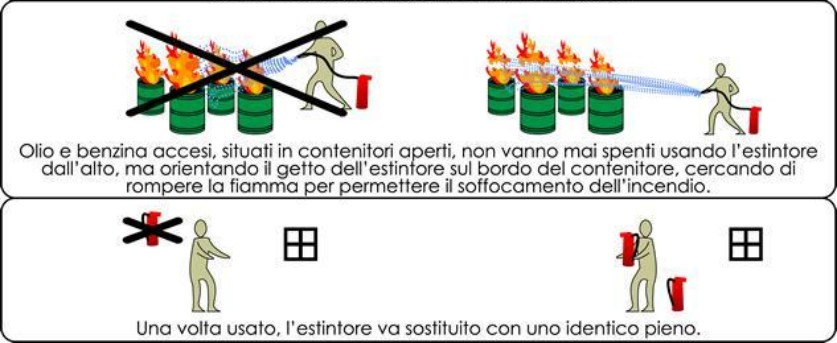 Olio e benzina accesi, situati in contenitori aperti, non vanno mai spenti usando l'estintore
dall'alto, ma orientando il getto dell'estintore sul bordo del contenitore, cercando di
rompere la fiamma per permettere il soffocamento dell'incendio.
Una volta usato, l'estintore va sostituito con uno identico pieno.